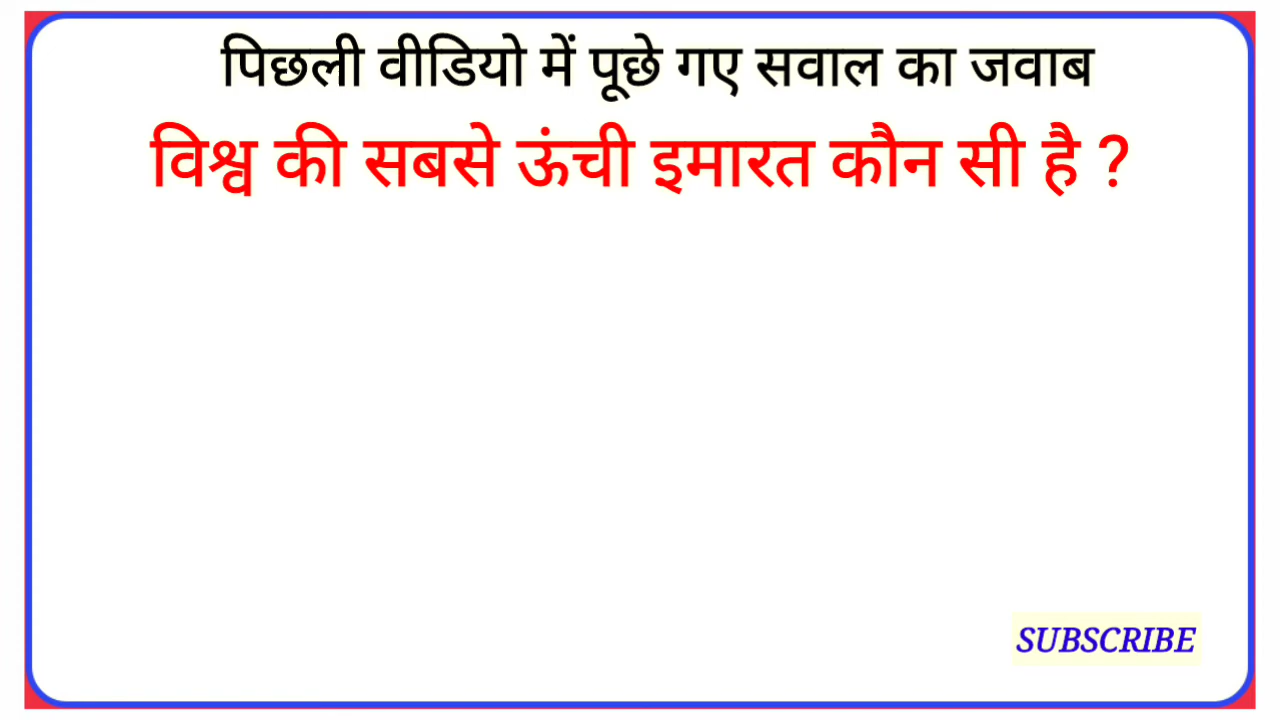 पिछली वीडियो में पूछे गए सवाल का जवाब
विश्व की सबसे ऊंची इमारत कौन सी है ?
SUBSCRIBE